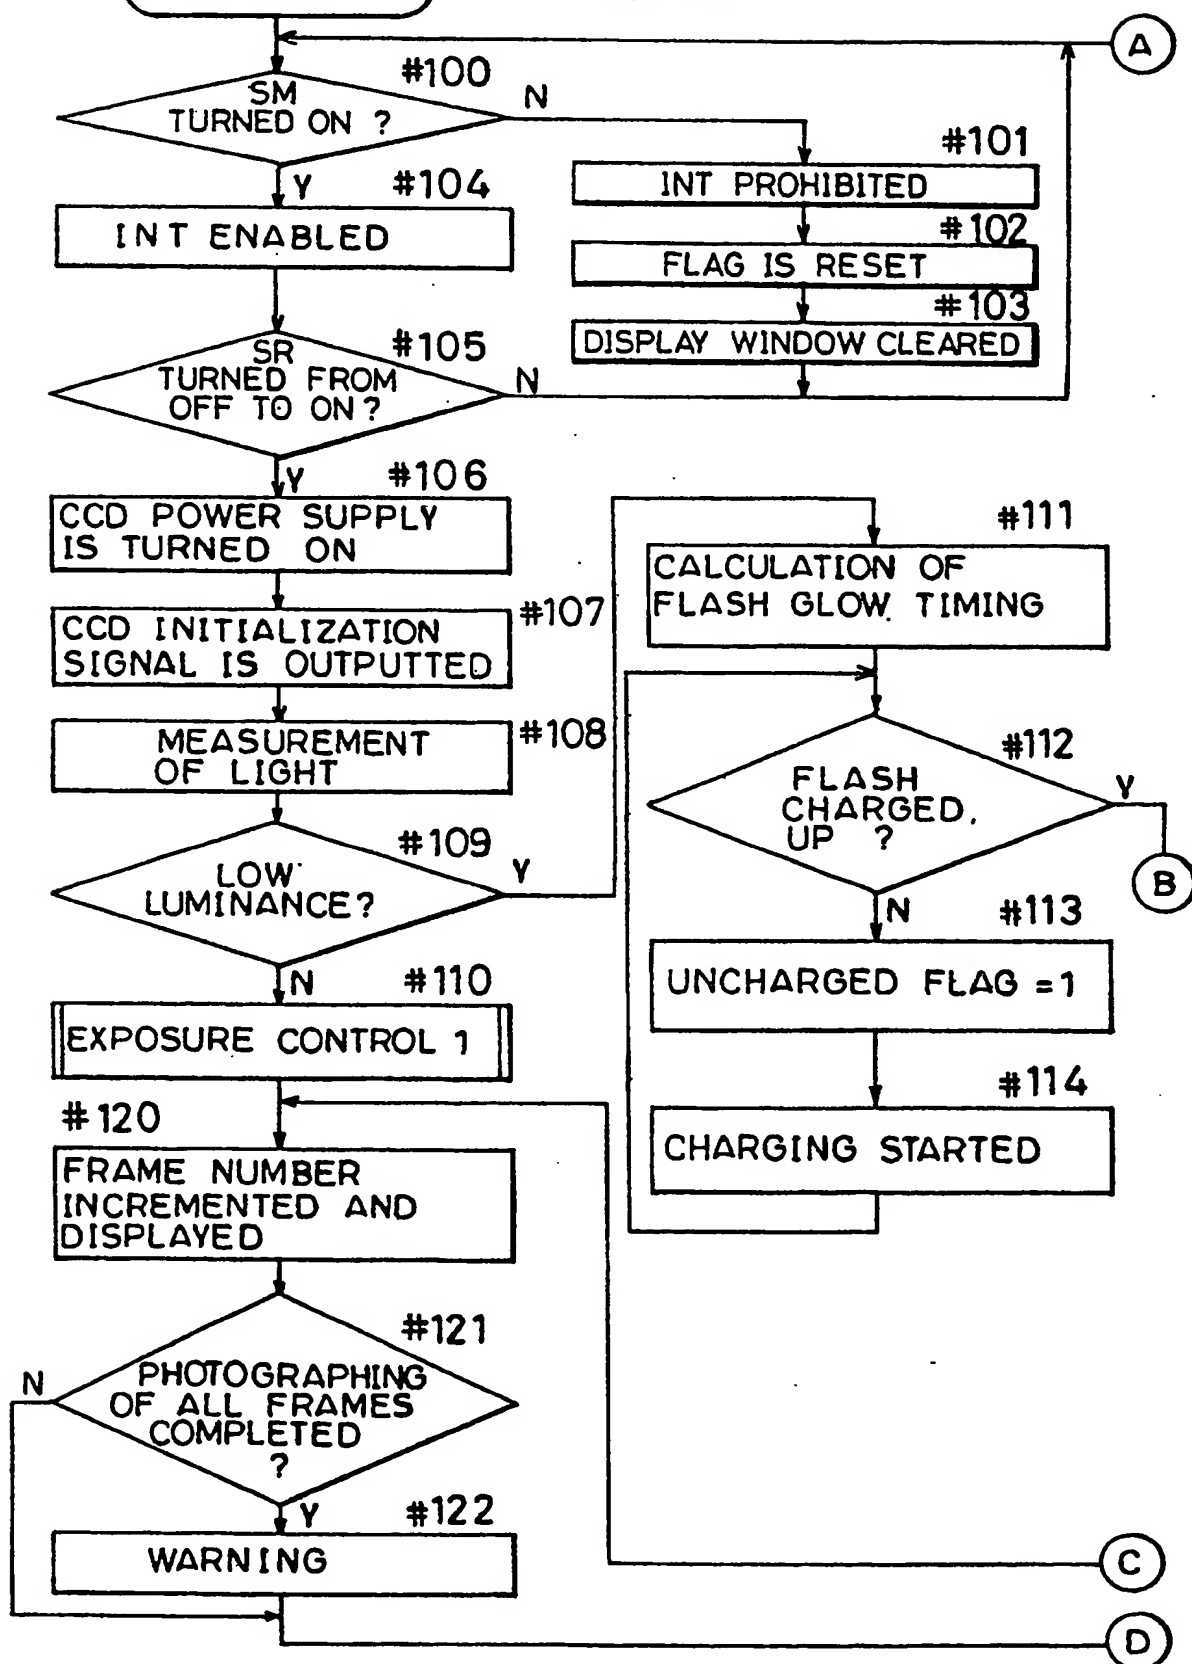 A
#100
SM
TURNED ON ?
N
#101
INT PROHIBITED
Y
#104
INT ENABLED
#102
FLAG IS RESET
#103
DISPLAY WINDOW CLEARED
#105
SR
TURNED FROM
OFF TO ON?
N
Y
#106
CCD POWER SUPPLY
IS TURNED ON
#107
CCD INITIALIZATION
SIGNAL IS OUTPUTTED
#108
MEASUREMENT
OF LIGHT
#109
LOW
LUMINANCE?
Y
N
#110
EXPOSURE CONTROL 1
#111
CALCULATION OF
FLASH GLOW TIMING
#112
FLASH
CHARGED
UP ?
Y
B
N
#113
UNCHARGED FLAG =1
#114
CHARGING STARTED
#120
FRAME NUMBER
INCREMENTED AND
DISPLAYED
#121
PHOTOGRAPHING
OF ALL FRAMES
COMPLETED
?
N
Y
#122
WARNING
C
D